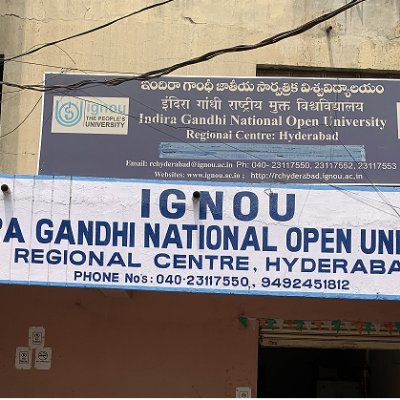 ఇందిరా గాంధీ జాతీయ సార్వత్రిక విశ్వవిద్యాలయం
इंदिरा गांधी राष्ट्रीय मुक्त विश्वविद्यालय
ignou
THE PEOPLE'S
UNIVERSITY
Indira Gandhi National Open University
Regional Centre: Hyderabad
Email: rchyderabad@ignou.ac.in Ph: 040- 23117550, 23117552, 23117553
Websites: www.ignou.ac.in ; http://rchyderabad.ignou.ac.in
IGNOU
RA GANDHI NATIONAL OPEN UNI
REGIONAL CENTRE, HYDERABA
PHONE No's: 040-23117550, 9492451812